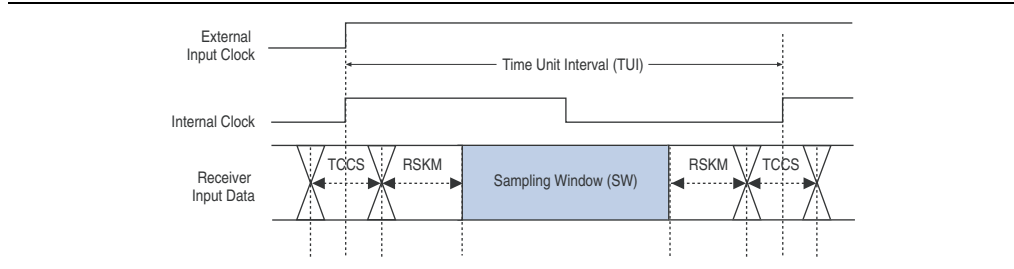 External
Input Clock
Time Unit Interval (TUI)
Internal Clock
Receiver
Input Data
TCCS
RSKM
Sampling Window (SW)
RSKM
TCCS